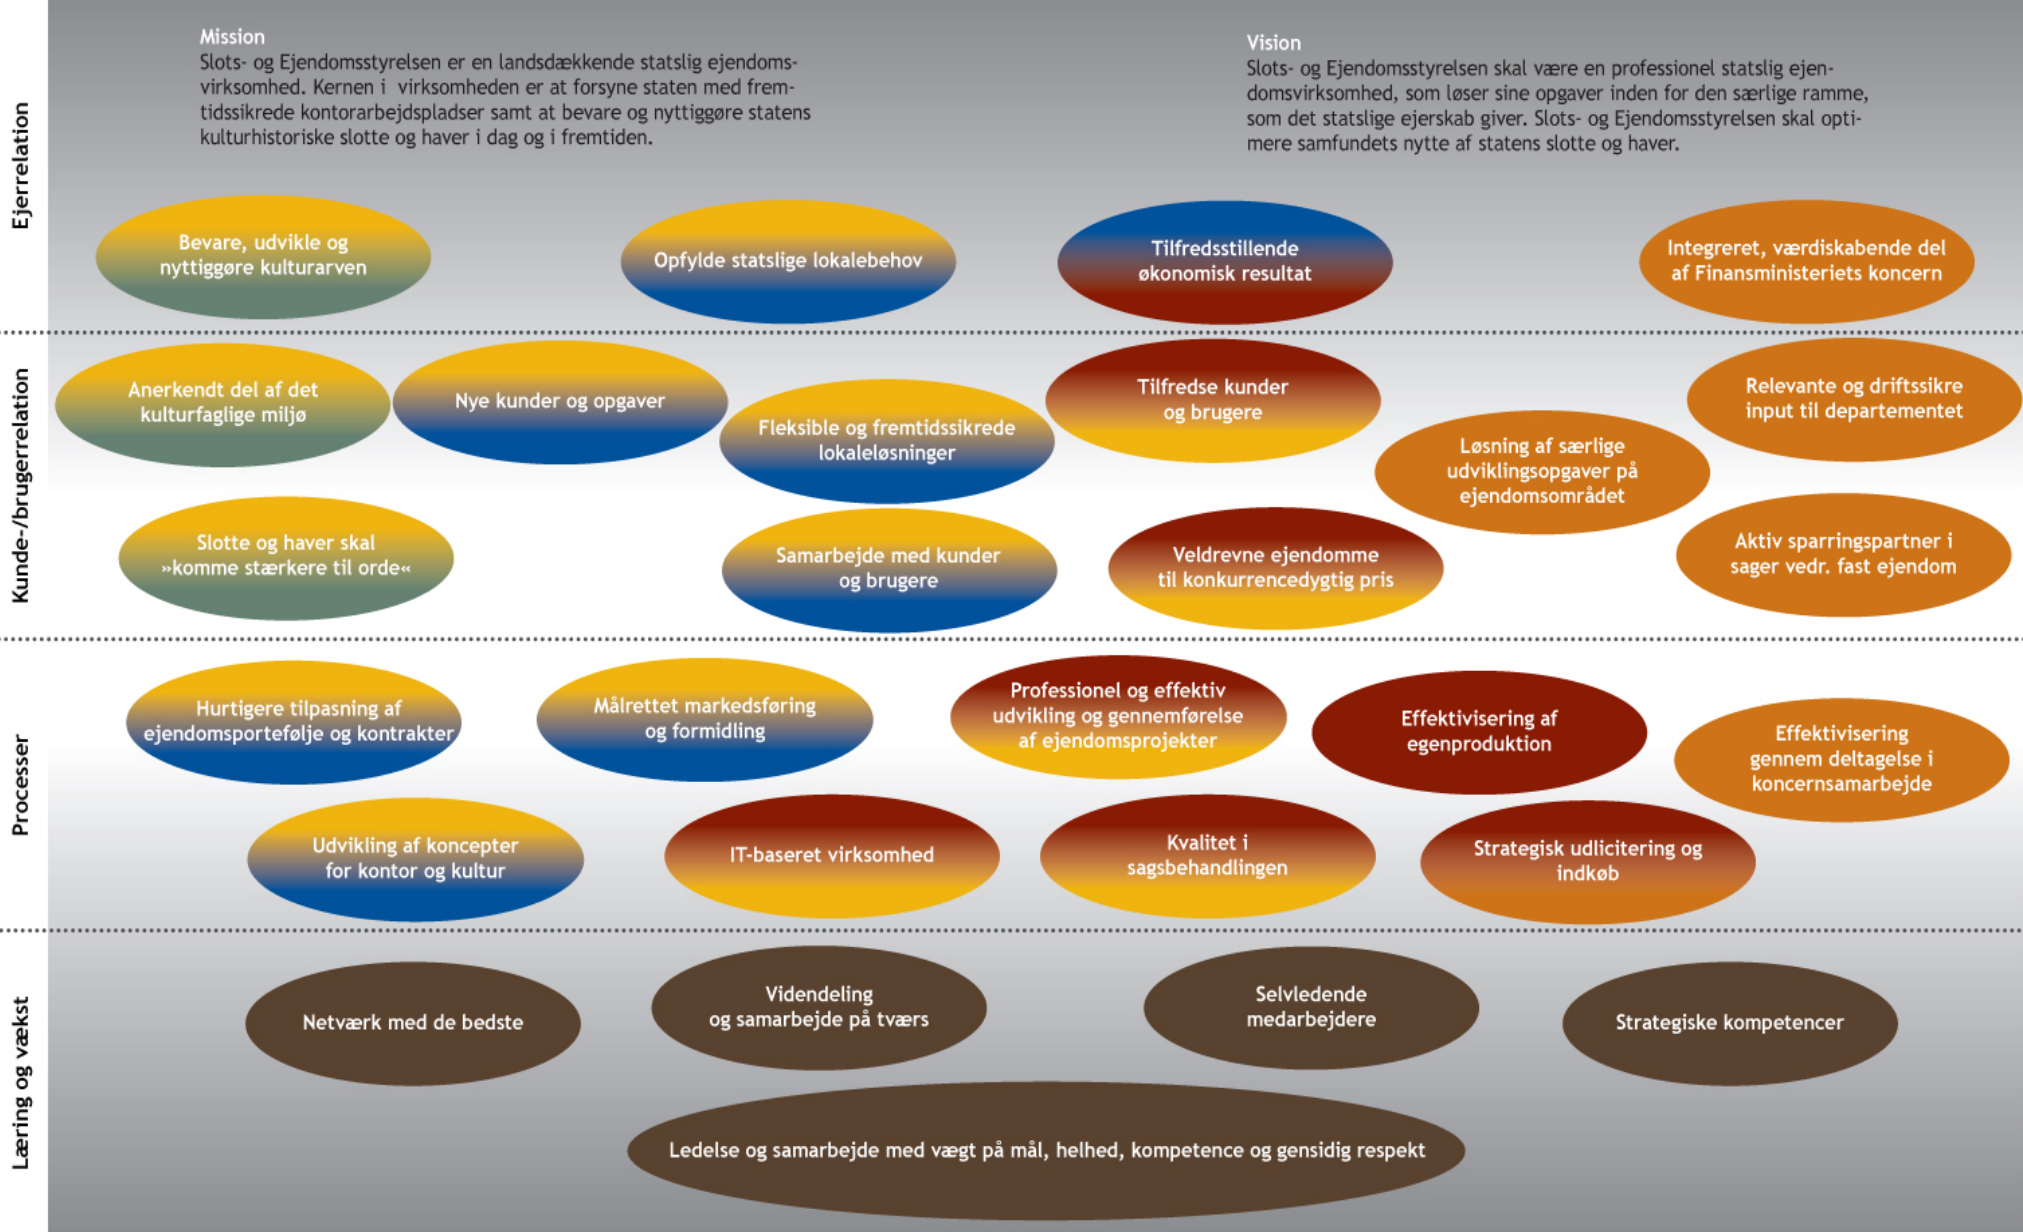 Ejerrelation
Mission
Slots- og Ejendomsstyrelsen er en landsdækkende statslig ejendoms-
virksomhed. Kernen i virksomheden er at forsyne staten med frem-
tidssikrede kontorarbejdspladser samt at bevare og nyttiggøre statens
kulturhistoriske slotte og haver i dag og i fremtiden.
Vision
Slots- og Ejendomsstyrelsen skal være en professionel statslig ejen-
domsvirksomhed, som løser sine opgaver inden for den særlige ramme,
som det statslige ejerskab giver. Slots- og Ejendomsstyrelsen skal opti-
mere samfundets nytte af statens slotte og haver.
Bevare, udvikle og
nyttiggøre kulturarven
Opfylde statslige lokalebehov
Tilfredsstillende
økonomisk resultat
Integreret, værdiskabende del
af Finansministeriets koncern
Kunde-/brugerrelation
Anerkendt del af det
kulturfaglige miljø
Nye kunder og opgaver
Fleksible og fremtidssikrede
lokaleløsninger
Tilfredse kunder
og brugere
Løsning af særlige
udviklingsopgaver på
ejendomsområdet
Relevante og driftssikre
input til departementet
Slotte og haver skal
»komme stærkere til orde«
Samarbejde med kunder
og brugere
Veldrevne ejendomme
til konkurrencedygtig pris
Aktiv sparringspartner i
sager vedr. fast ejendom
Processer
Hurtigere tilpasning af
ejendomsportefølje og kontrakter
Målrettet markedsføring
og formidling
Professionel og effektiv
udvikling og gennemførelse
af ejendomsprojekter
Effektivisering af
egenproduktion
Effektivisering
gennem deltagelse i
koncernsamarbejde
Udvikling af koncepter
for kontor og kultur
IT-baseret virksomhed
Kvalitet i
sagsbehandlingen
Strategisk udlicitering og
indkøb
Læring og vækst
Netværk med de bedste
Videndeling
og samarbejde på tværs
Selvledende
medarbejdere
Strategiske kompetencer
Ledelse og samarbejde med vægt på mål, helhed, kompetence og gensidig respekt